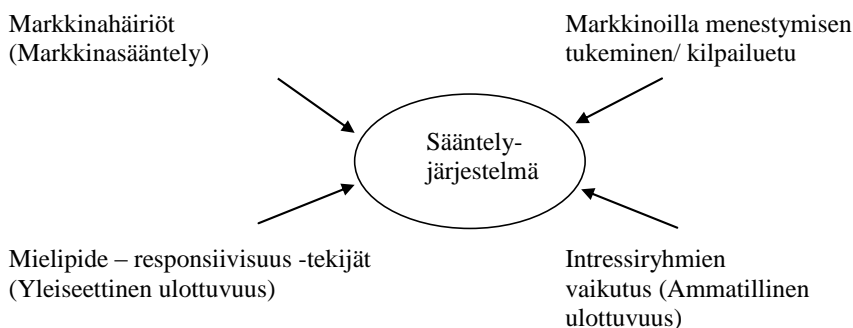 Markkinahäiriöt
(Markkinasääntely)
Markkinoilla menestymisen
tukeminen/ kilpailuetu
Sääntely-
järjestelmä
Mielipide – responsiivisuus -tekijät
(Yleiseettinen ulottuvuus)
Intressiryhmien
vaikutus (Ammatillinen
ulottuvuus)